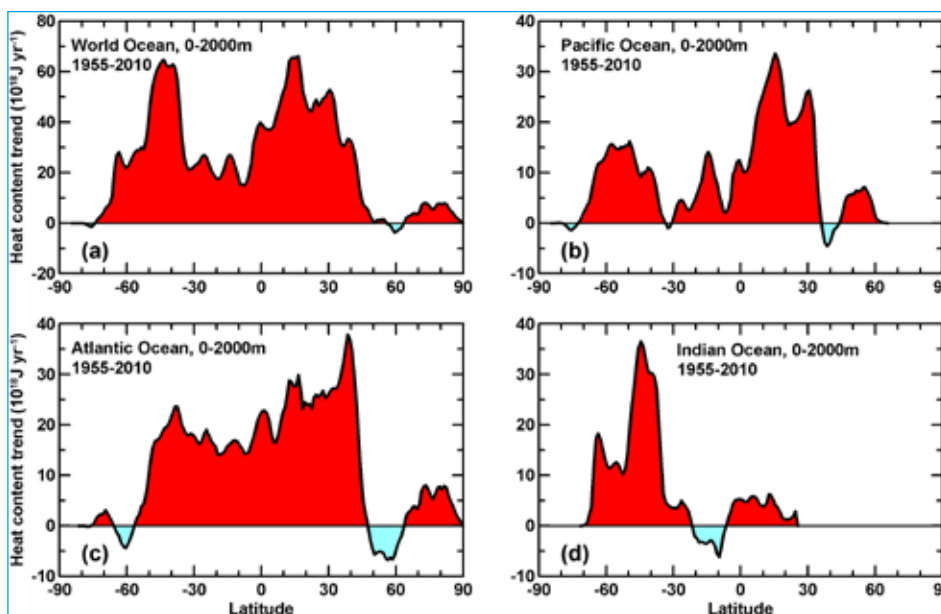 Heat content trend (10¹⁸J yr⁻¹)
80
60
40
20
0
-20
World Ocean, 0-2000m
1955-2010
(a)
-90 -60 -30 0 30 60 90
40
30
20
10
0
-10
Pacific Ocean, 0-2000m
1955-2010
(b)
-90 -60 -30 0 30 60 90
Heat content trend (10¹⁸J yr⁻¹)
40
30
20
10
0
-10
Atlantic Ocean, 0-2000m
1955-2010
(c)
-90 -60 -30 0 30 60 90
Latitude
40
30
20
10
0
-10
Indian Ocean, 0-2000m
1955-2010
(d)
-90 -60 -30 0 30 60 90
Latitude